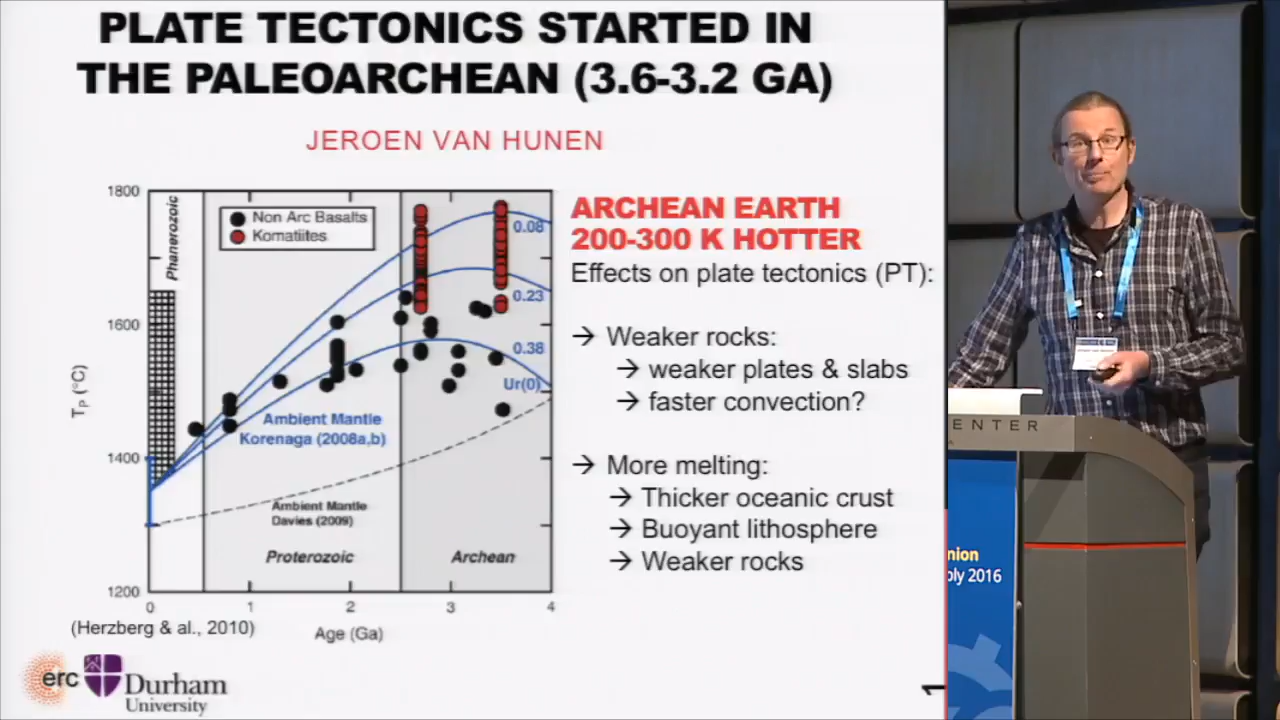 PLATE TECTONICS STARTED IN
THE PALEOARCHEAN (3.6-3.2 GA)
JEROEN VAN HUNEN
1800
1600
1400
1200
Tₚ (°C)
Phanerozoic
Non Arc Basalts
Komatiites
0.08
0.23
0.38
Ur(0)
Ambient Mantle
Korenaga (2008a,b)
Ambient Mantle
Davies (2009)
Proterozoic
Archean
0
1
2
3
4
Age (Ga)
(Herzberg & al., 2010)
ARCHEAN EARTH
200-300 K HOTTER
Effects on plate tectonics (PT):
→ Weaker rocks:
→ weaker plates & slabs
→ faster convection?
→ More melting:
→ Thicker oceanic crust
→ Buoyant lithosphere
→ Weaker rocks
erc
Durham
University
1
ENTER
nion
bly 2016